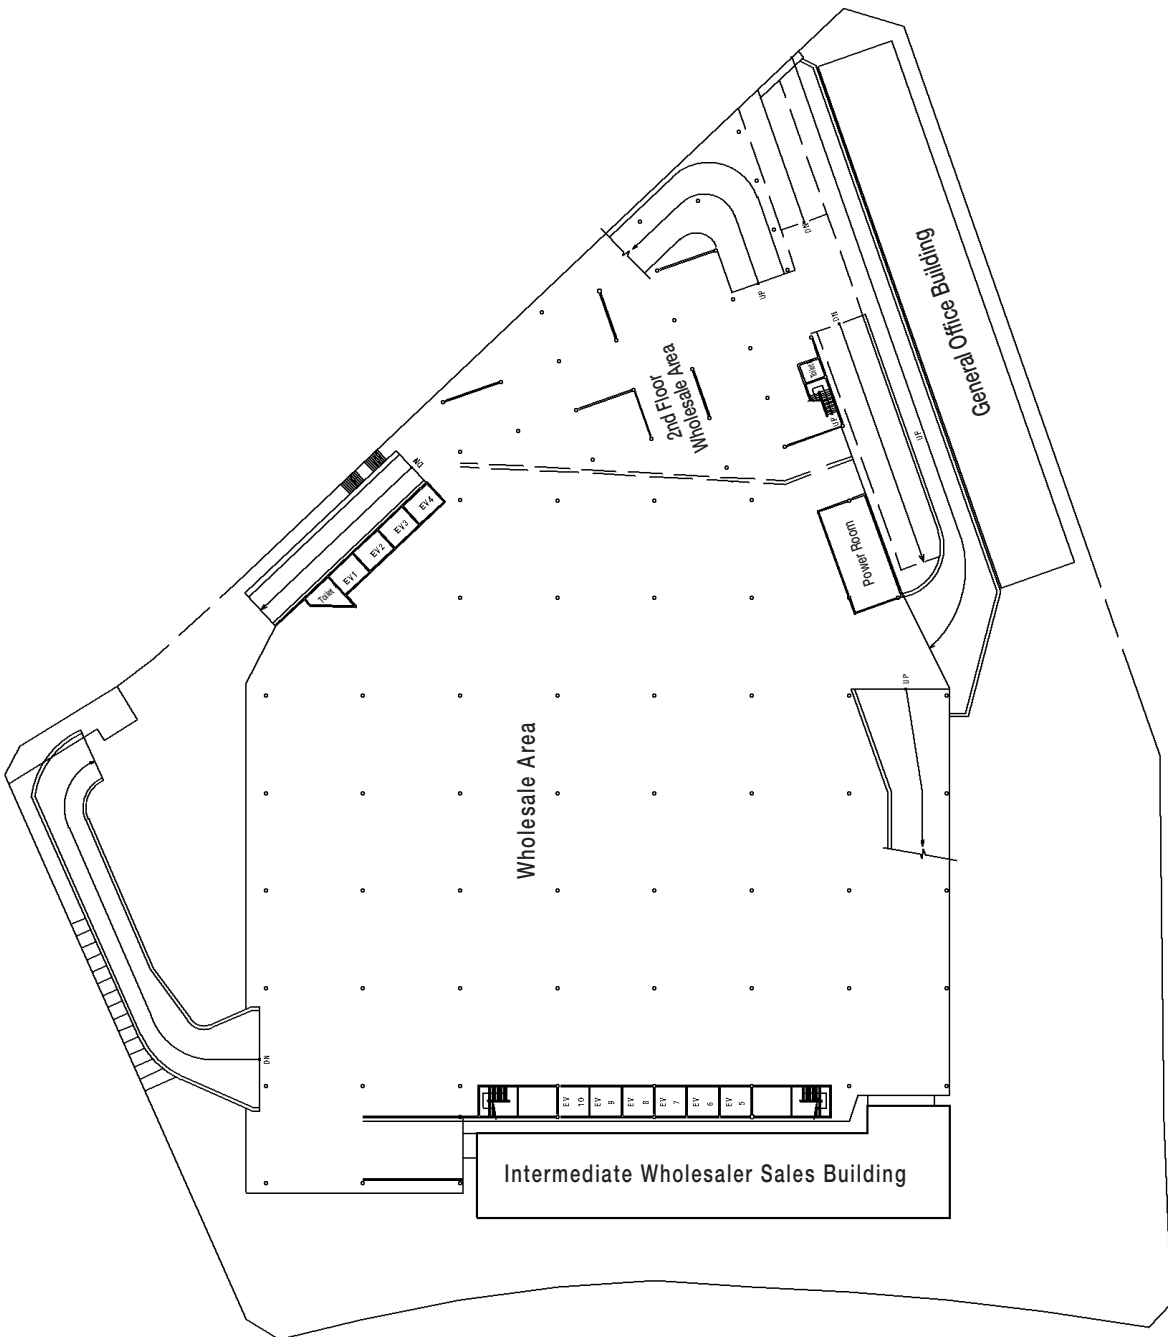 General Office Building
DN
UP
DN
2nd Floor
Wholesale Area
Toilet
UP
UP
DN
EV4
EV3
EV2
EV1
Toilet
Power Room
UP
Wholesale Area
DN
EV
10
EV
9
EV
8
EV
7
EV
6
EV
5
Intermediate Wholesaler Sales Building